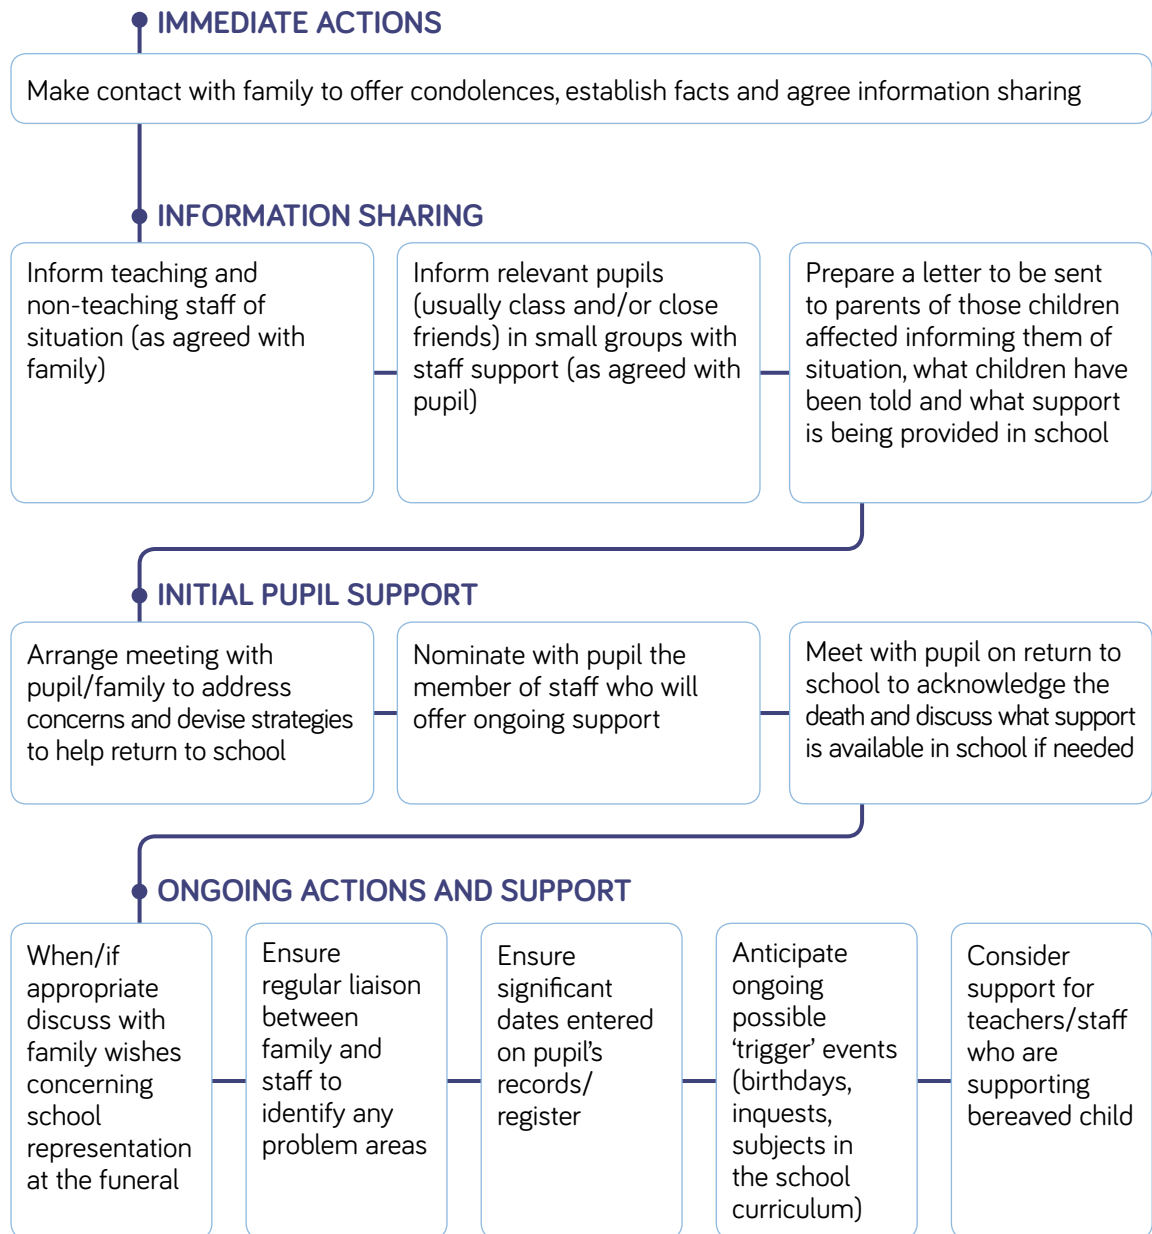 IMMEDIATE ACTIONS
Make contact with family to offer condolences, establish facts and agree information sharing
INFORMATION SHARING
Inform teaching and
non-teaching staff of
situation (as agreed with
family)
Inform relevant pupils
(usually class and/or close
friends) in small groups with
staff support (as agreed with
pupil)
Prepare a letter to be sent
to parents of those children
affected informing them of
situation, what children have
been told and what support
is being provided in school
INITIAL PUPIL SUPPORT
Arrange meeting with
pupil/family to address
concerns and devise strategies
to help return to school
Nominate with pupil the
member of staff who will
offer ongoing support
Meet with pupil on return to
school to acknowledge the
death and discuss what support
is available in school if needed
ONGOING ACTIONS AND SUPPORT
When/if
appropriate
discuss with
family wishes
concerning
school
representation
at the funeral
Ensure
regular liaison
between
family and
staff to
identify any
problem areas
Ensure
significant
dates entered
on pupil's
records/
register
Anticipate
ongoing
possible
‘trigger’ events
(birthdays,
inquests,
subjects in
the school
curriculum)
Consider
support for
teachers/staff
who are
supporting
bereaved child